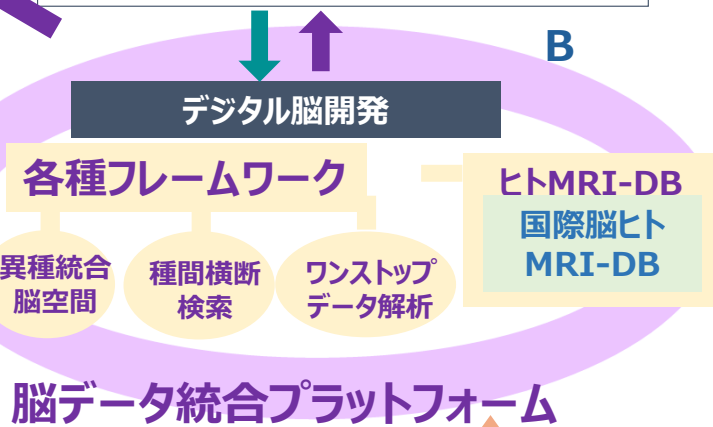 B
デジタル脳開発
各種フレームワーク
ヒトMRI-DB
国際脳ヒト
MRI-DB
異種統合
脳空間
種間横断
検索
ワンストップ
データ解析
脳データ統合プラットフォーム